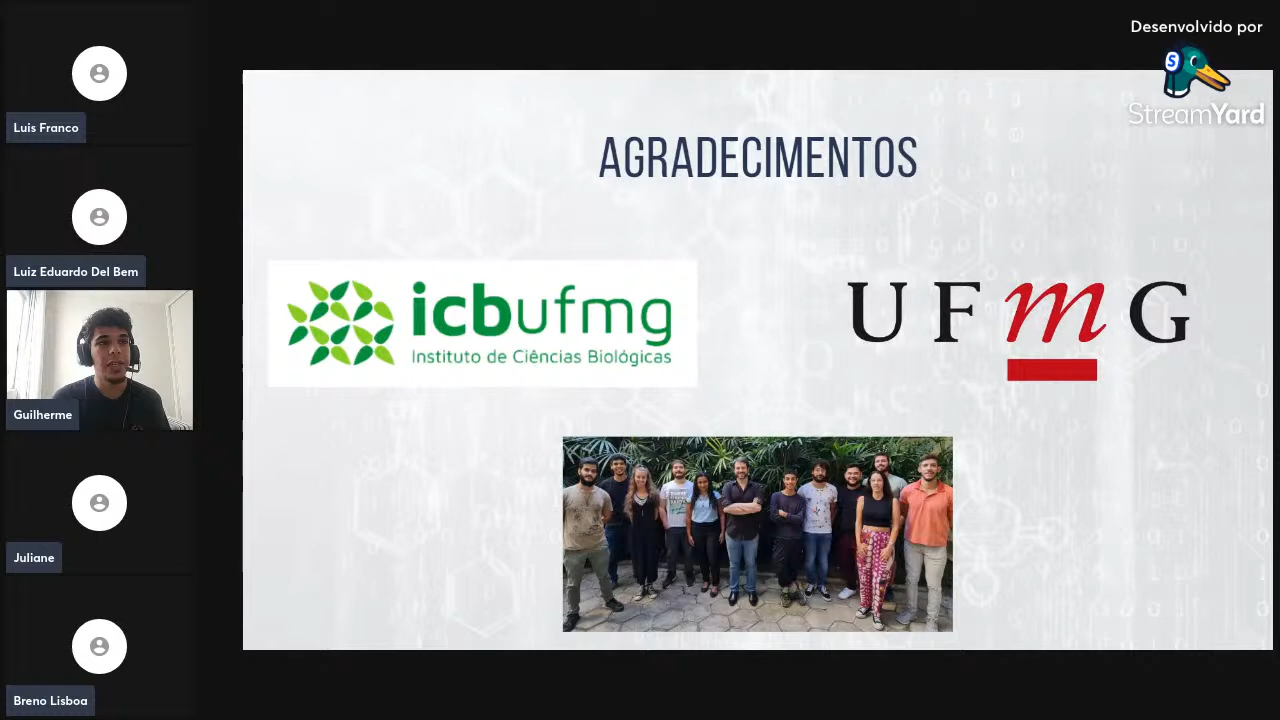 Desenvolvido por
StreamYard
Luis Franco
Luiz Eduardo Del Bem
Guilherme
Juliane
Breno Lisboa
AGRADECIMENTOS
icbufmg
Instituto de Ciências Biológicas
UFmG